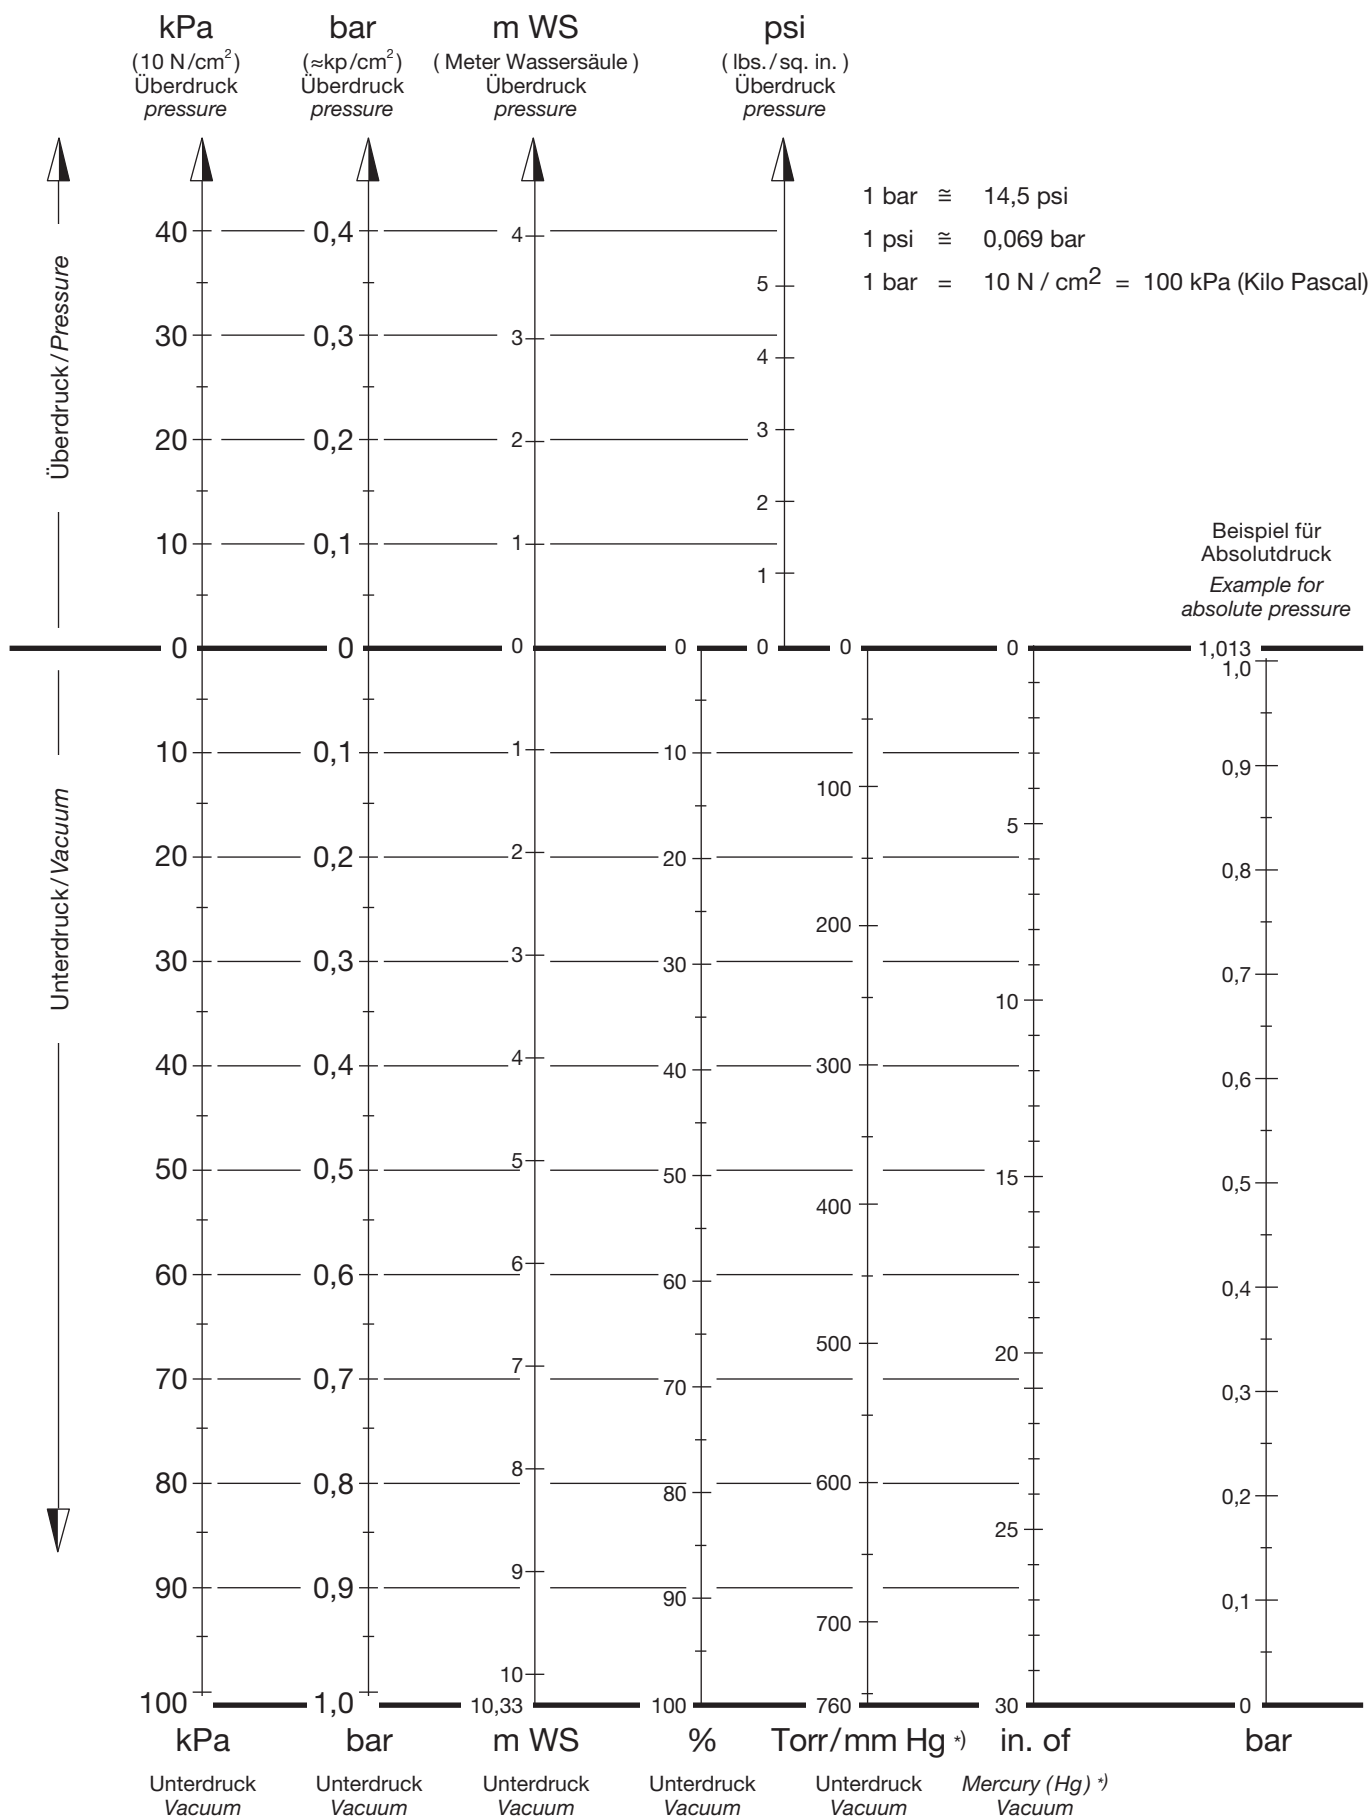 kPa bar m WS psi
(10 N/cm²) (≈kp/cm²) ( Meter Wassersäule ) ( lbs./sq. in. )
Überdruck Überdruck Überdruck Überdruck
pressure pressure pressure pressure
1 bar ≅ 14,5 psi
40 0,4 4
1 psi ≅ 0,069 bar
5 1 bar = 10 N / cm² = 100 kPa (Kilo Pascal)
Überdruck/Pressure
30 0,3 3
4
20 0,2 2 3
2
Beispiel für
10 0,1 1 Absolutdruck
1 Example for
absolute pressure
0 0 0 0 0 0 0 1,013
1,0
10 0,1 1 10
0,9
100
5
Unterdruck/Vacuum
20 0,2 2 20
0,8
200
30 0,3 3 30
0,7
10
40 0,4 4 40 300
0,6
50 0,5 5 50 15
0,5
400
60 0,6 6 60
0,4
500
20
70 0,7 7 70
0,3
80 0,8 8 80 600
0,2
25
90 0,9 9 90
0,1
700
10
100 1,0 10,33 100 760 30 0
kPa bar m WS % Torr/mm Hg *) in. of bar
Unterdruck Unterdruck Unterdruck Unterdruck Unterdruck Mercury (Hg) *)
Vacuum Vacuum Vacuum Vacuum Vacuum Vacuum